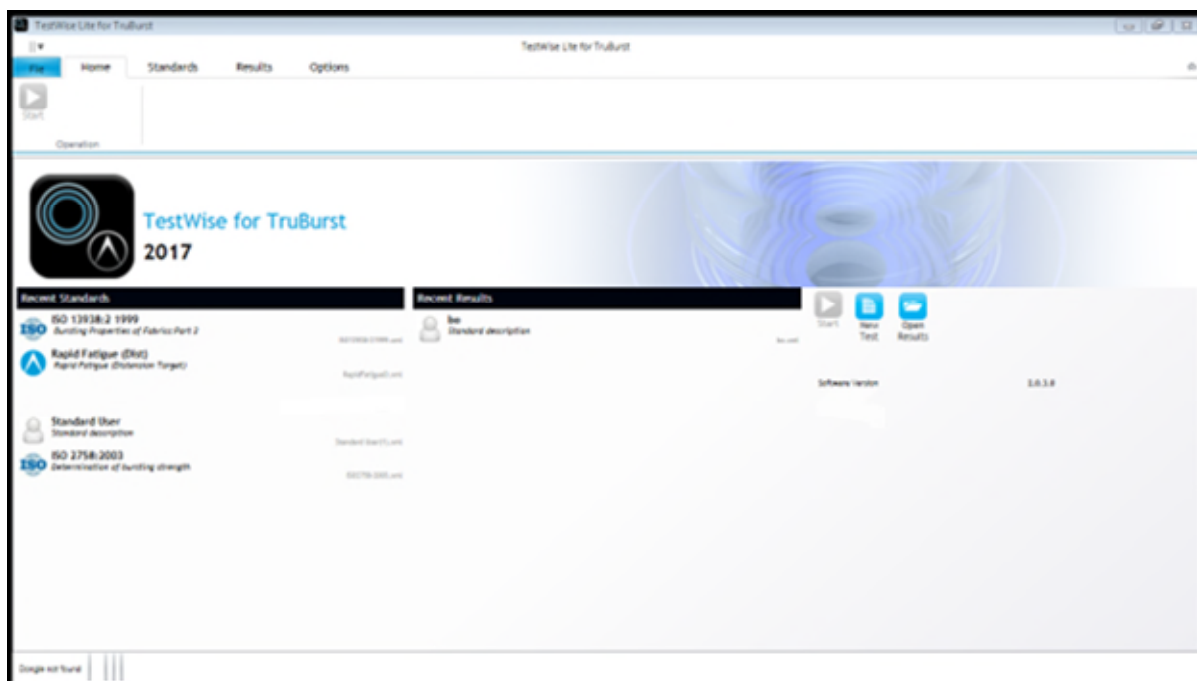 TestWise Lite for TruBurst
TestWise Lite for TruBurst
File Home Standards Results Options
Start
Operation
TestWise for TruBurst
2017
Recent Standards
ISO ISO 13938:2 1999
Bursting Properties of Fabrics Part 2
Rapid Fatigue (Dist)
Rapid Fatigue (Distension Target)
Standard User
Standard description
ISO ISO 2758:2003
Determination of bursting strength
Recent Results
Standard description
Start
New Test
Open Results
Software Version
Dongle not found